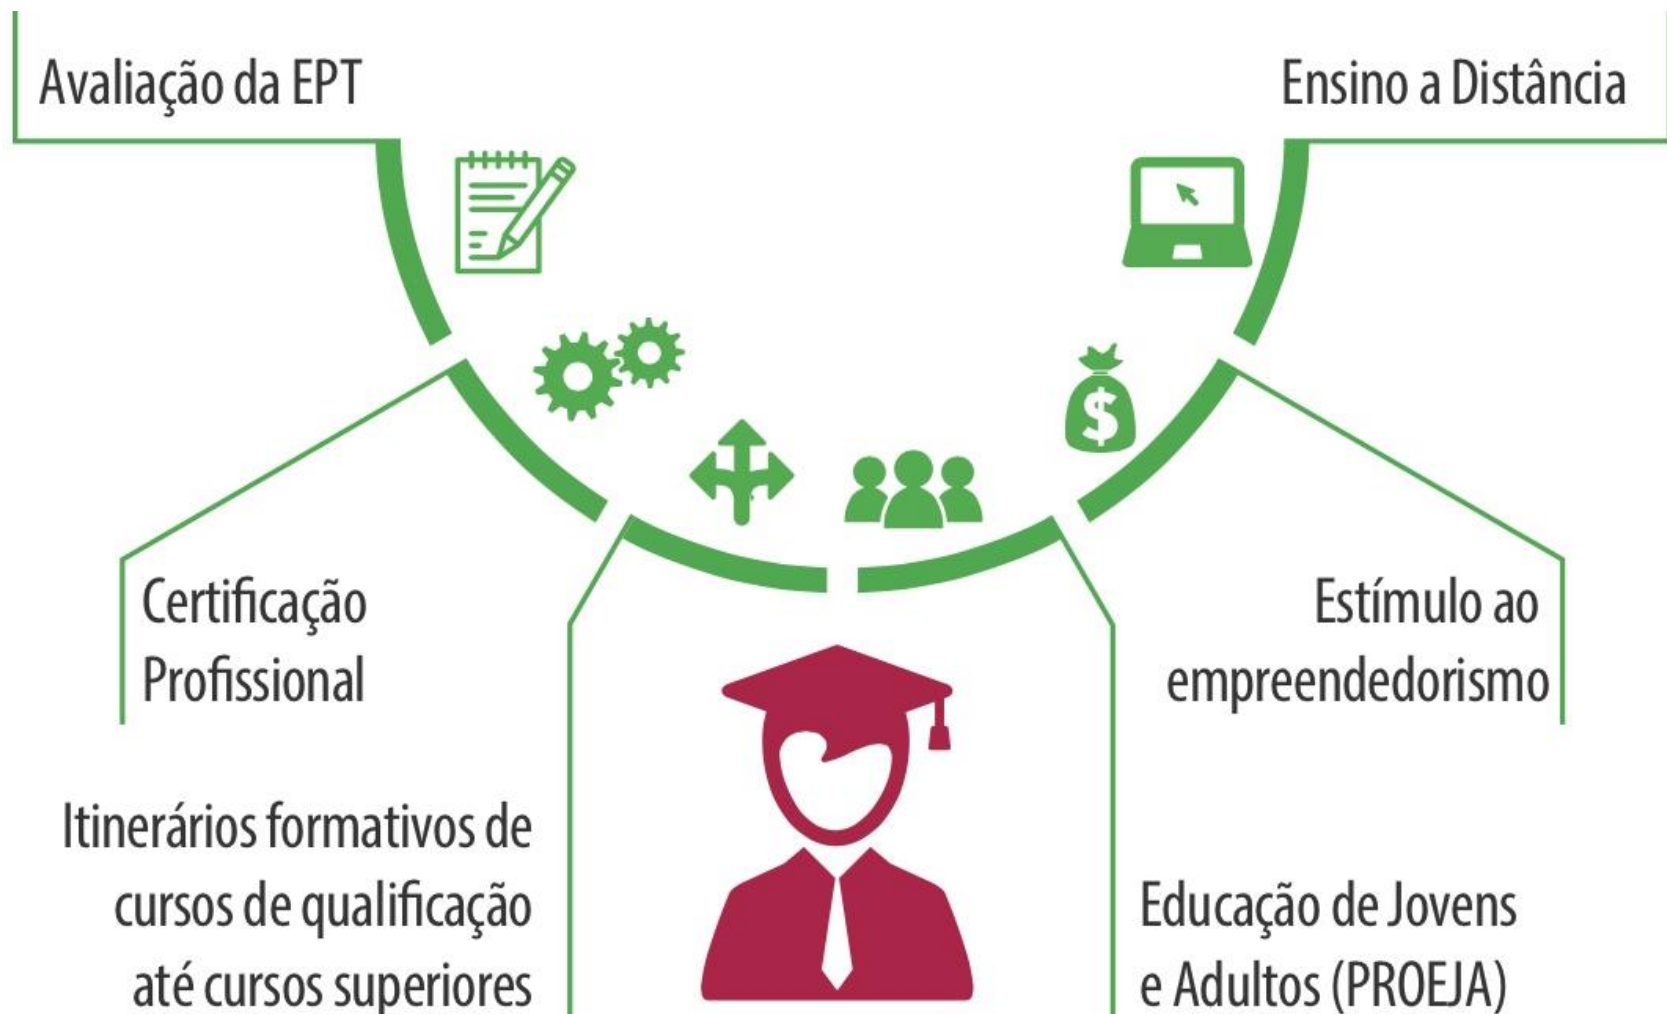 Avaliação da EPT
Ensino a Distância
Certificação
Profissional
Estímulo ao
empreendedorismo
Itinerários formativos de
cursos de qualificação
até cursos superiores
Educação de Jovens
e Adultos (PROEJA)
$